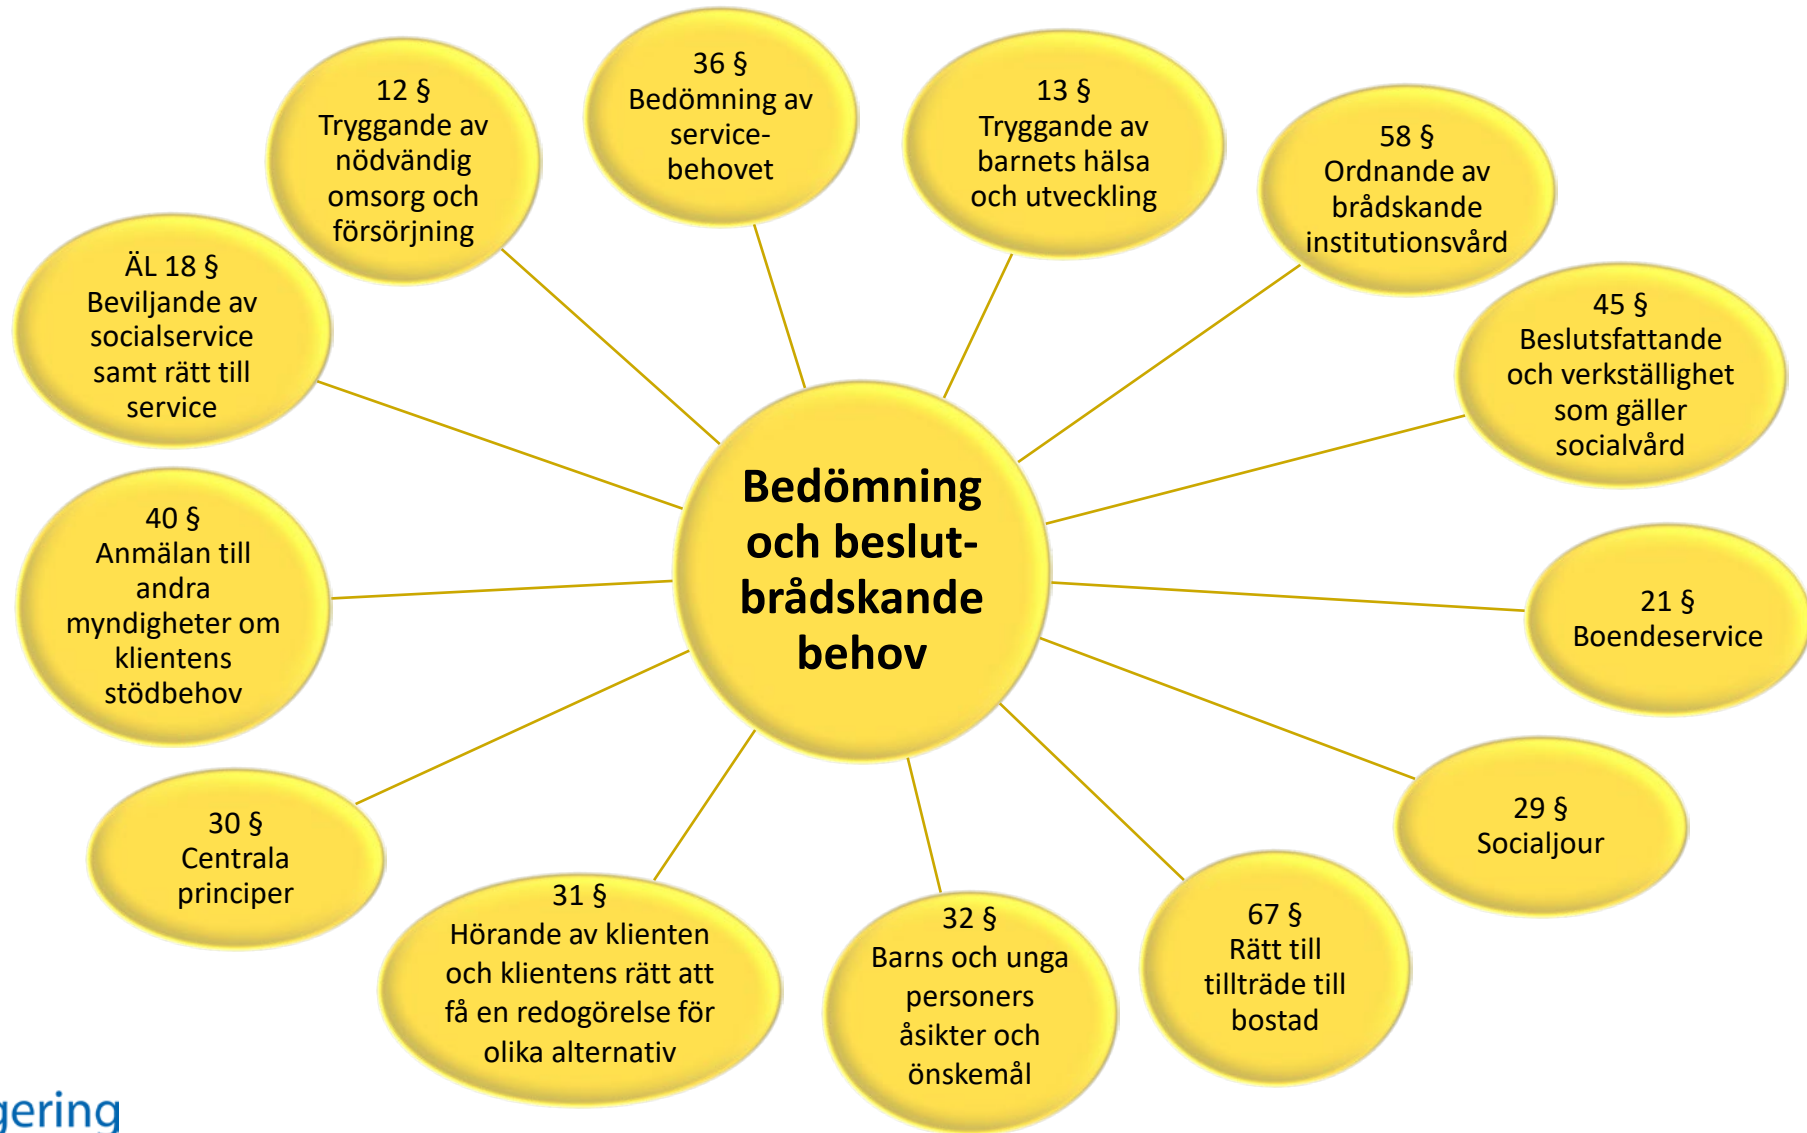 36 §
Bedömning av
service-
behovet
13 §
Tryggande av
barnets hälsa
och utveckling
58 §
Ordnande av
brådskande
institutionsvård
45 §
Beslutsfattande
och verkställighet
som gäller
socialvård
21 §
Boendeservice
29 §
Socialjour
67 §
Rätt till
tillträde till
bostad
32 §
Barns och unga
personers
åsikter och
önskemål
31 §
Hörande av klienten
och klientens rätt att
få en redogörelse för
olika alternativ
30 §
Centrala
principer
40 §
Anmälan till
andra
myndigheter om
klientens
stödbehov
ÄL 18 §
Beviljande av
socialservice
samt rätt till
service
12 §
Tryggande av
nödvändig
omsorg och
försörjning
Bedömning
och beslut-
brådskande
behov
gering